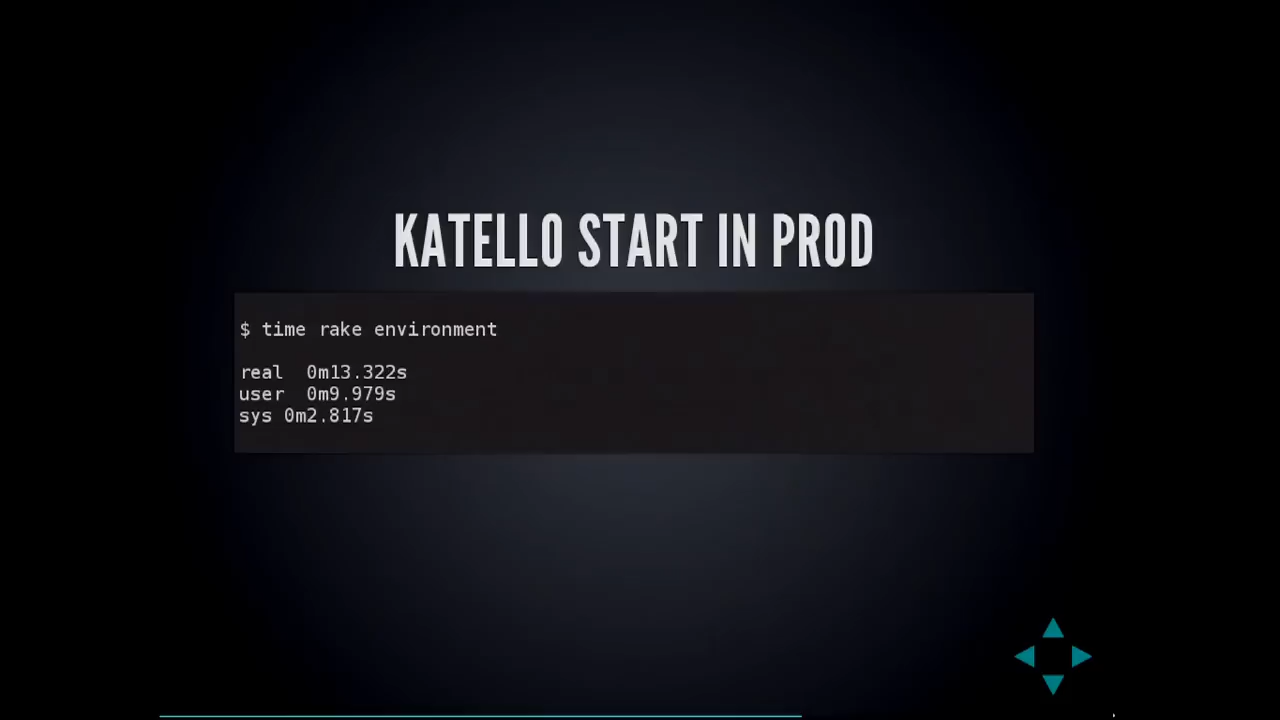 KATELLO START IN PROD
$ time rake environment
real  0m13.322s
user  0m9.979s
sys 0m2.817s